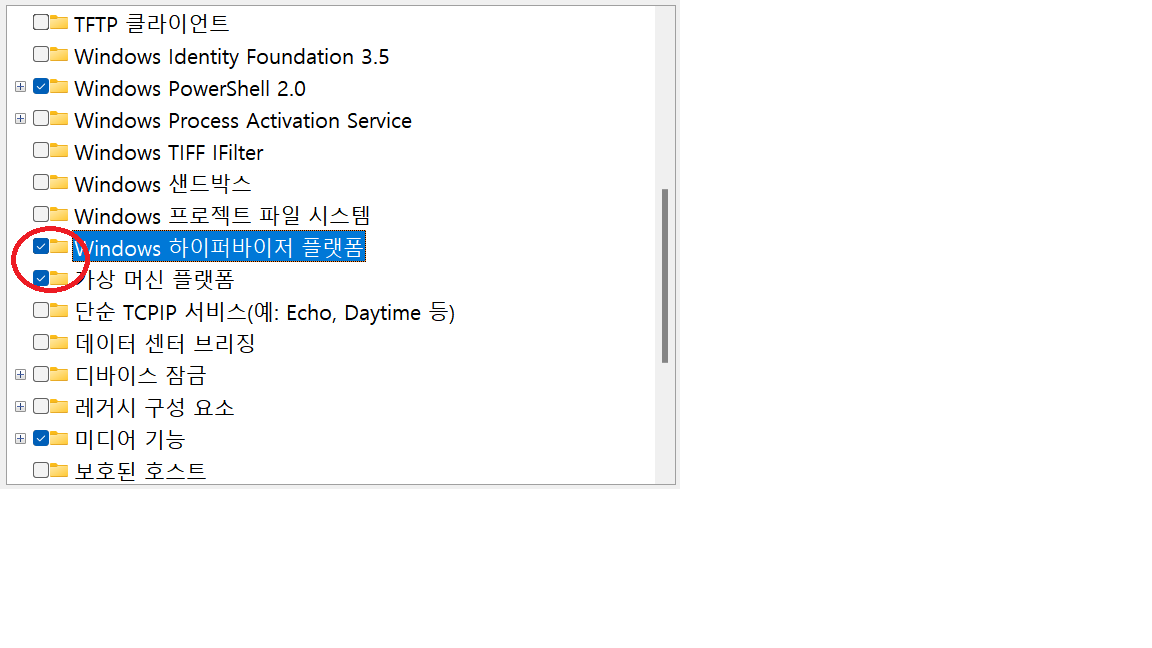 TFTP 클라이언트
Windows Identity Foundation 3.5
Windows PowerShell 2.0
Windows Process Activation Service
Windows TIFF IFilter
Windows 샌드박스
Windows 프로젝트 파일 시스템
Windows 하이퍼바이저 플랫폼
가상 머신 플랫폼
단순 TCPIP 서비스(예: Echo, Daytime 등)
데이터 센터 브리징
디바이스 잠금
레거시 구성 요소
미디어 기능
보호된 호스트